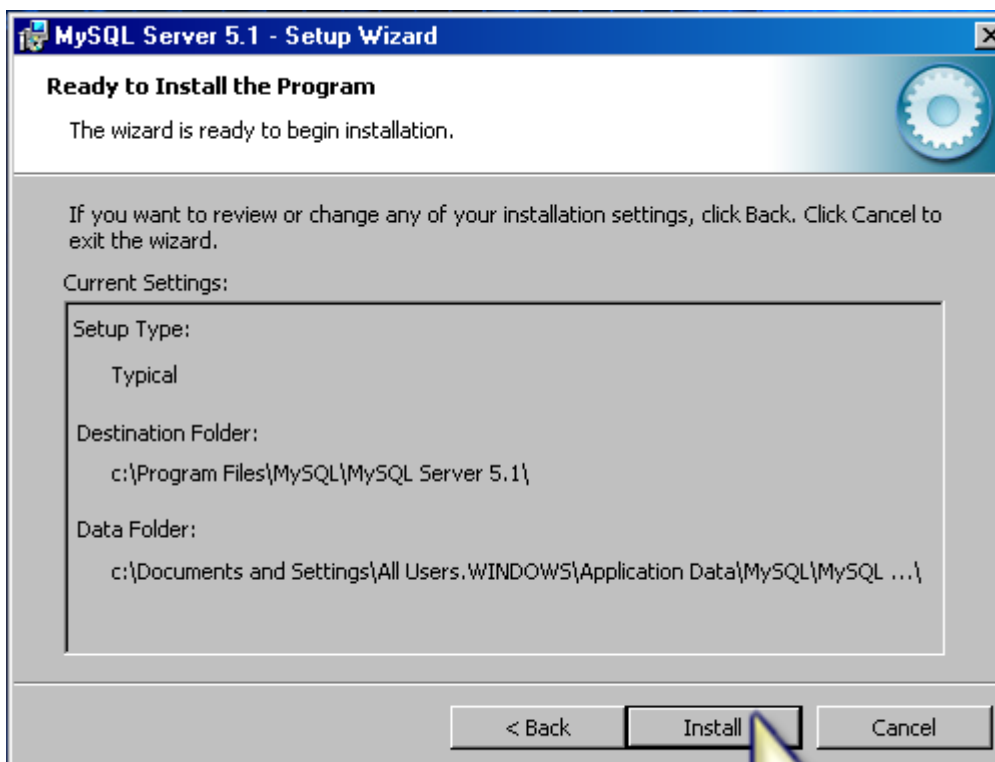 MySQL Server 5.1 - Setup Wizard
Ready to Install the Program
The wizard is ready to begin installation.
If you want to review or change any of your installation settings, click Back. Click Cancel to
exit the wizard.
Current Settings:
Setup Type:
Typical
Destination Folder:
c:\Program Files\MySQL\MySQL Server 5.1\
Data Folder:
c:\Documents and Settings\All Users.WINDOWS\Application Data\MySQL\MySQL ...\
< Back Install Cancel